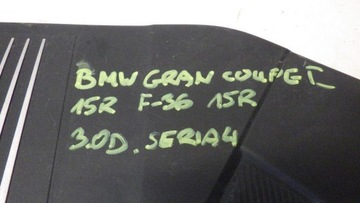 BMW GRAN COUPE I
15R F-36 15R
3.0D. SERIA4